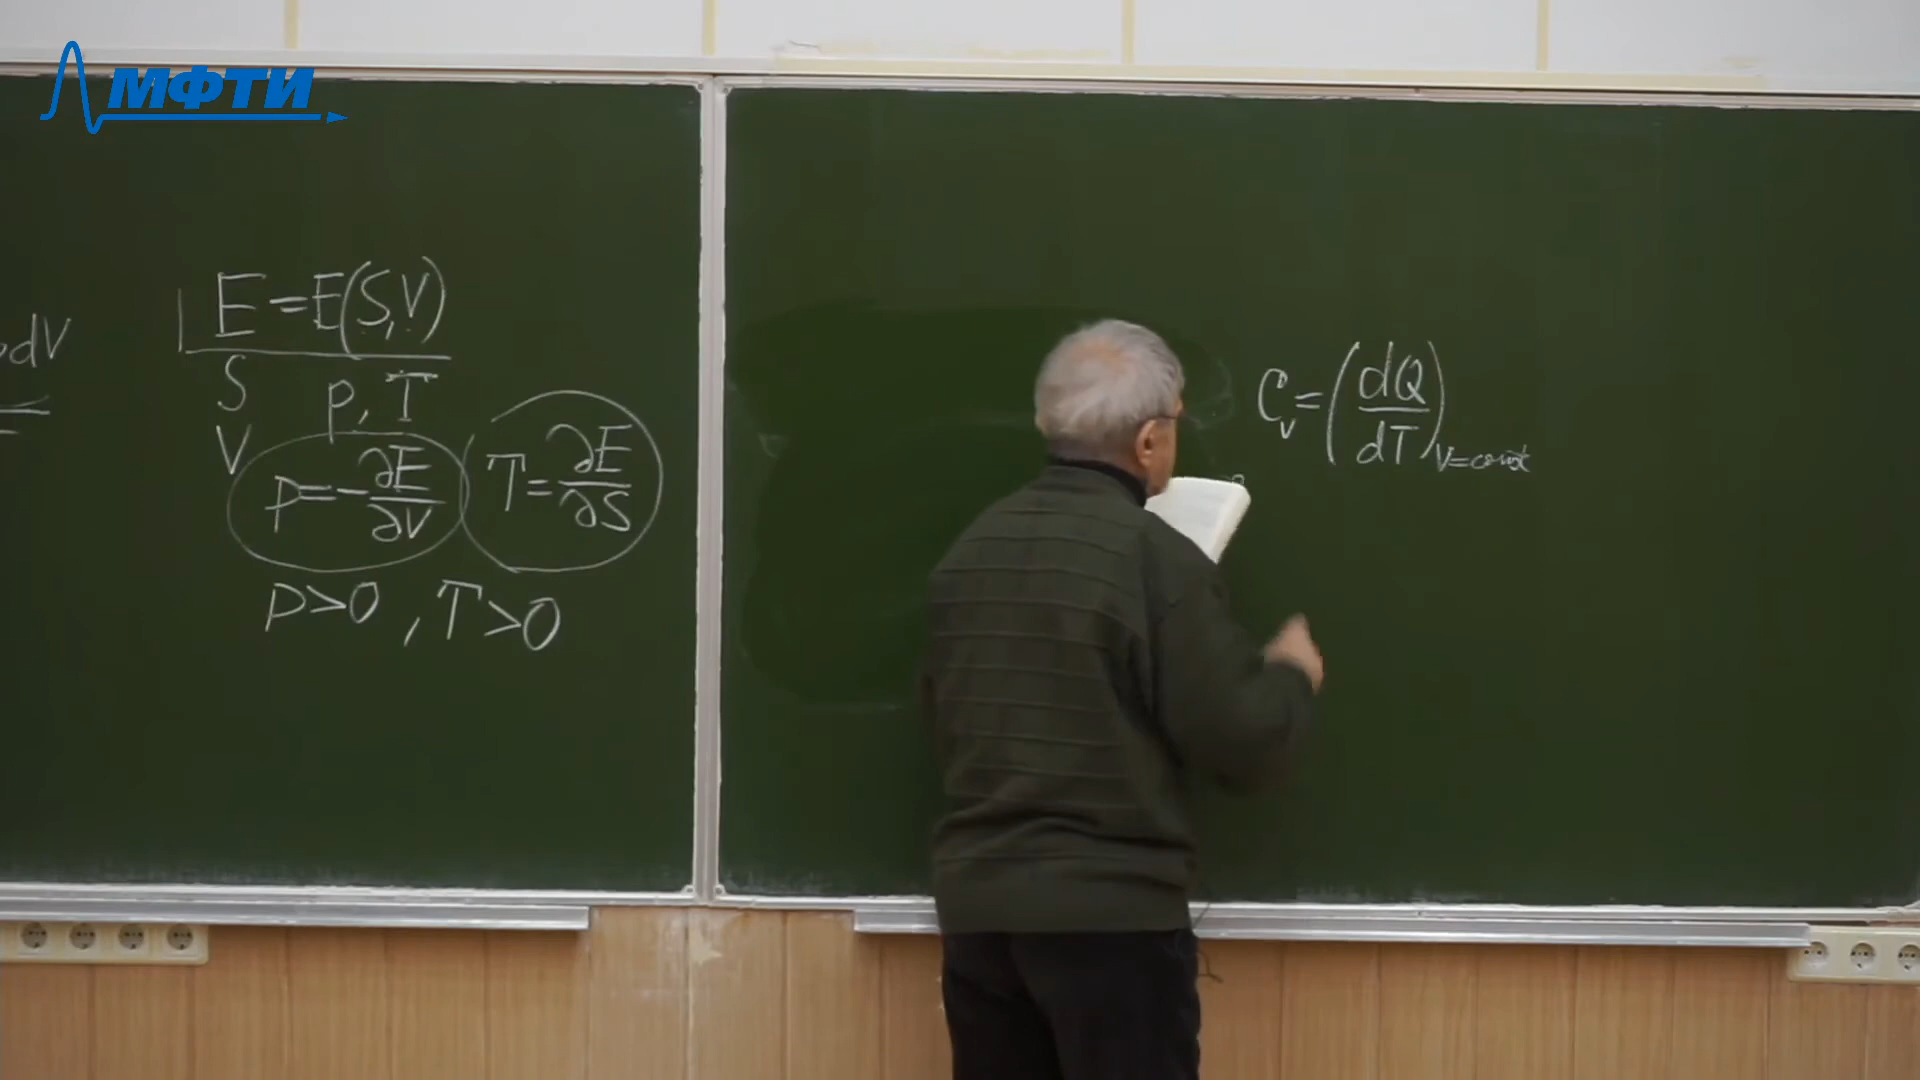 МФТИ
dV
E = E(S,V)
S
p, T
V
p = -∂E/∂V
T = ∂E/∂S
p>0, T>0
C_v = (dQ/dT)_{V=const}